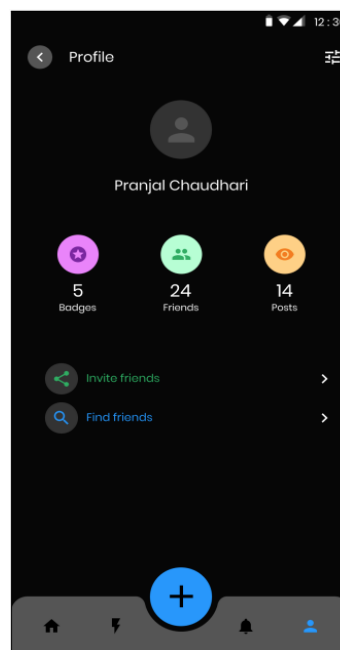 Profile
Pranjal Chaudhari
5 24 14
Badges Friends Posts
Invite friends
Find friends